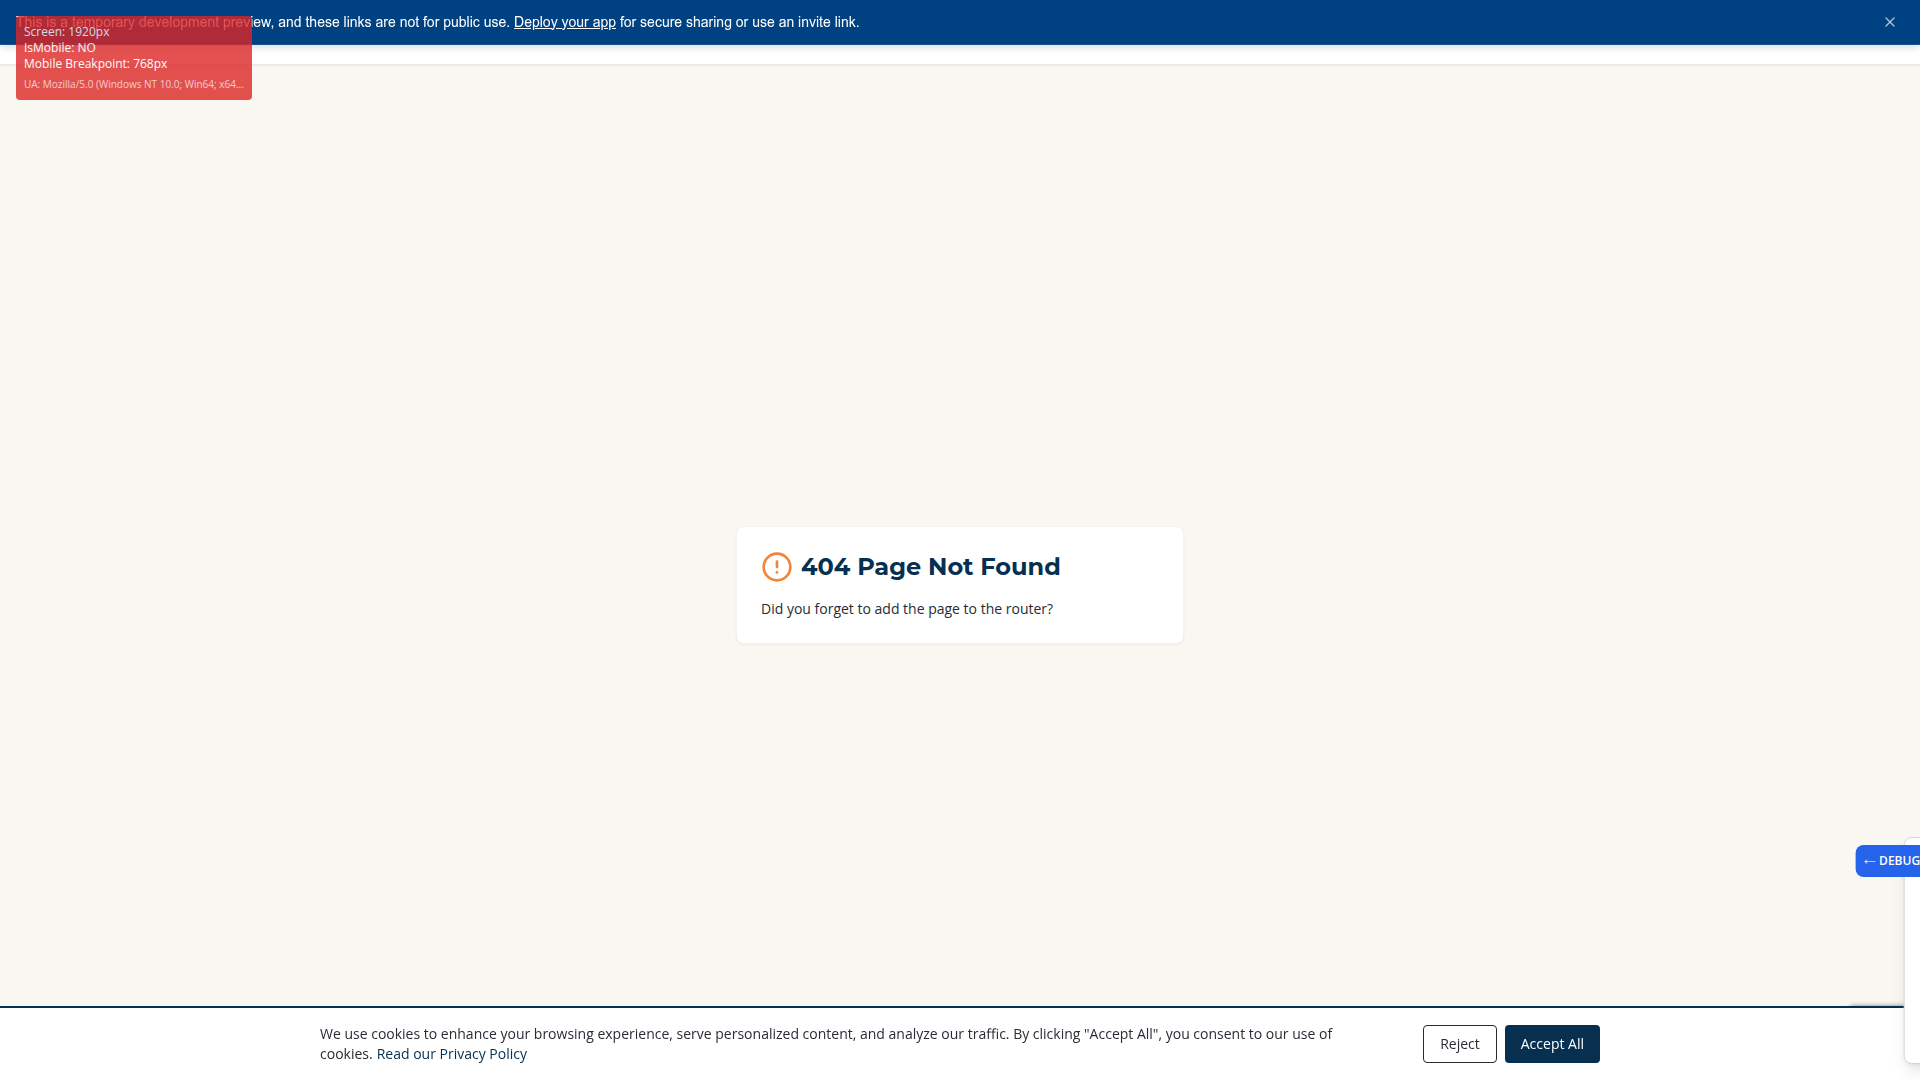 This is a temporary development preview, and these links are not for public use. Deploy your app for secure sharing or use an invite link.
Screen: 1920px
IsMobile: NO
Mobile Breakpoint: 768px
UA: Mozilla/5.0 (Windows NT 10.0; Win64; x64...
404 Page Not Found
Did you forget to add the page to the router?
← DEBUG
We use cookies to enhance your browsing experience, serve personalized content, and analyze our traffic. By clicking "Accept All", you consent to our use of
cookies. Read our Privacy Policy
Reject
Accept All